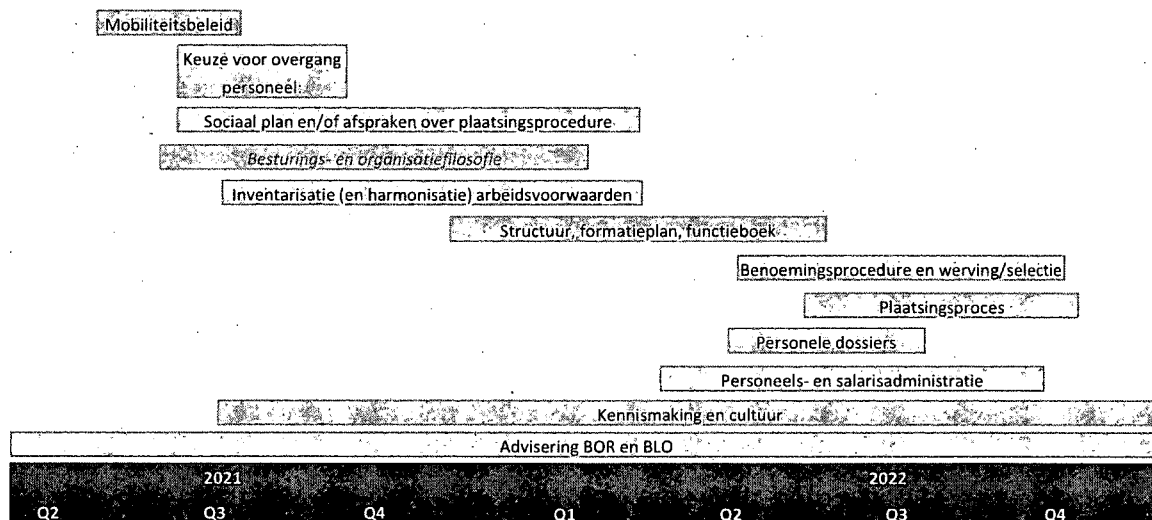 Mobiliteitsbeleid
Keuze voor overgang
personeel
Sociaal plan en/of afspraken over plaatsingsprocedure
Besturings- en organisatiefilosofie
Inventarisatie (en harmonisatie) arbeidsvoorwaarden
Structuur, formatieplan, functieboek
Benoemingsprocedure en werving/selectie
Plaatsingsproces
Personele dossiers
Personeels- en salarisadministratie
Kennismaking en cultuur
Advisering BOR en BLO
2021 2022
Q2 Q3 Q4 Q1 Q2 Q3 Q4